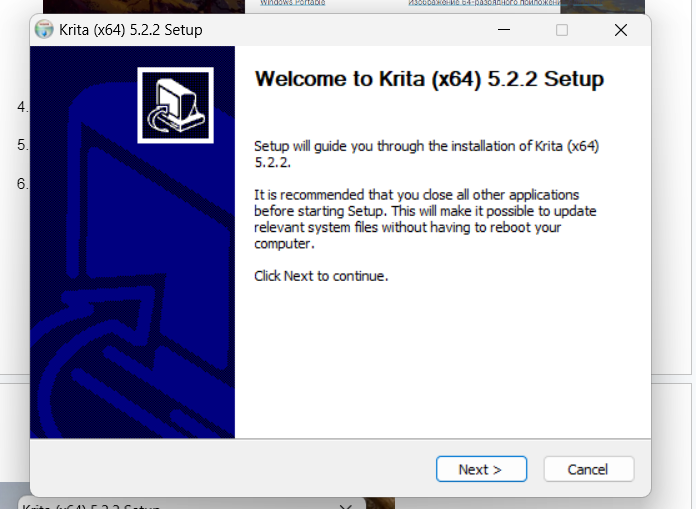 Windows Portable
Изображение 64-разрядного приложени
Krita (x64) 5.2.2 Setup
Welcome to Krita (x64) 5.2.2 Setup
4.
5.
6.
Setup will guide you through the installation of Krita (x64)
5.2.2.
It is recommended that you close all other applications
before starting Setup. This will make it possible to update
relevant system files without having to reboot your
computer.
Click Next to continue.
Next >
Cancel
Krita (x64) 5.2.2 Setup